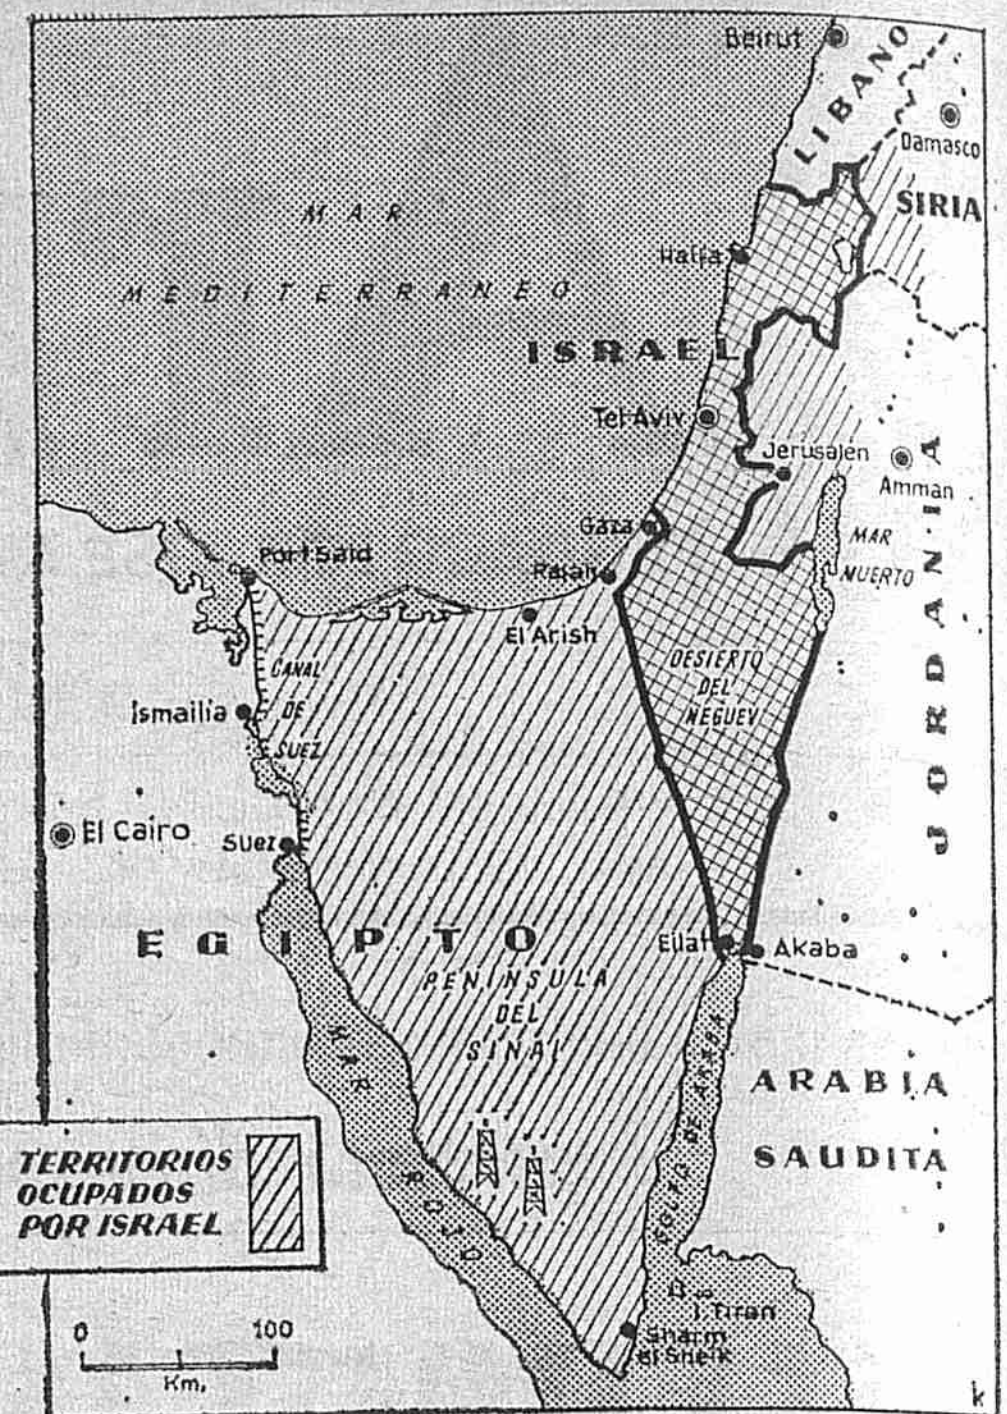 Beirut
LIBANO
Damasco
SIRIA
MAR
MEDITERRANEO
Haifa
ISRAEL
Tel Aviv
Jerusalen
Amman
JORDANIA
Gaza
MAR
MUERTO
Port Said
Rafah
El Arish
CANAL
DE
SUEZ
DESIERTO
DEL
NEGUEV
Ismailia
El Cairo
Suez
EGIPTO
Eilat
Akaba
PENINSULA
DEL
SINAI
MAR ROJO
GOLFO DE AKABA
ARABIA
SAUDITA
TERRITORIOS
OCUPADOS
POR ISRAEL
I. Tiran
Sharm
el Sheik
0 100
Km.
k